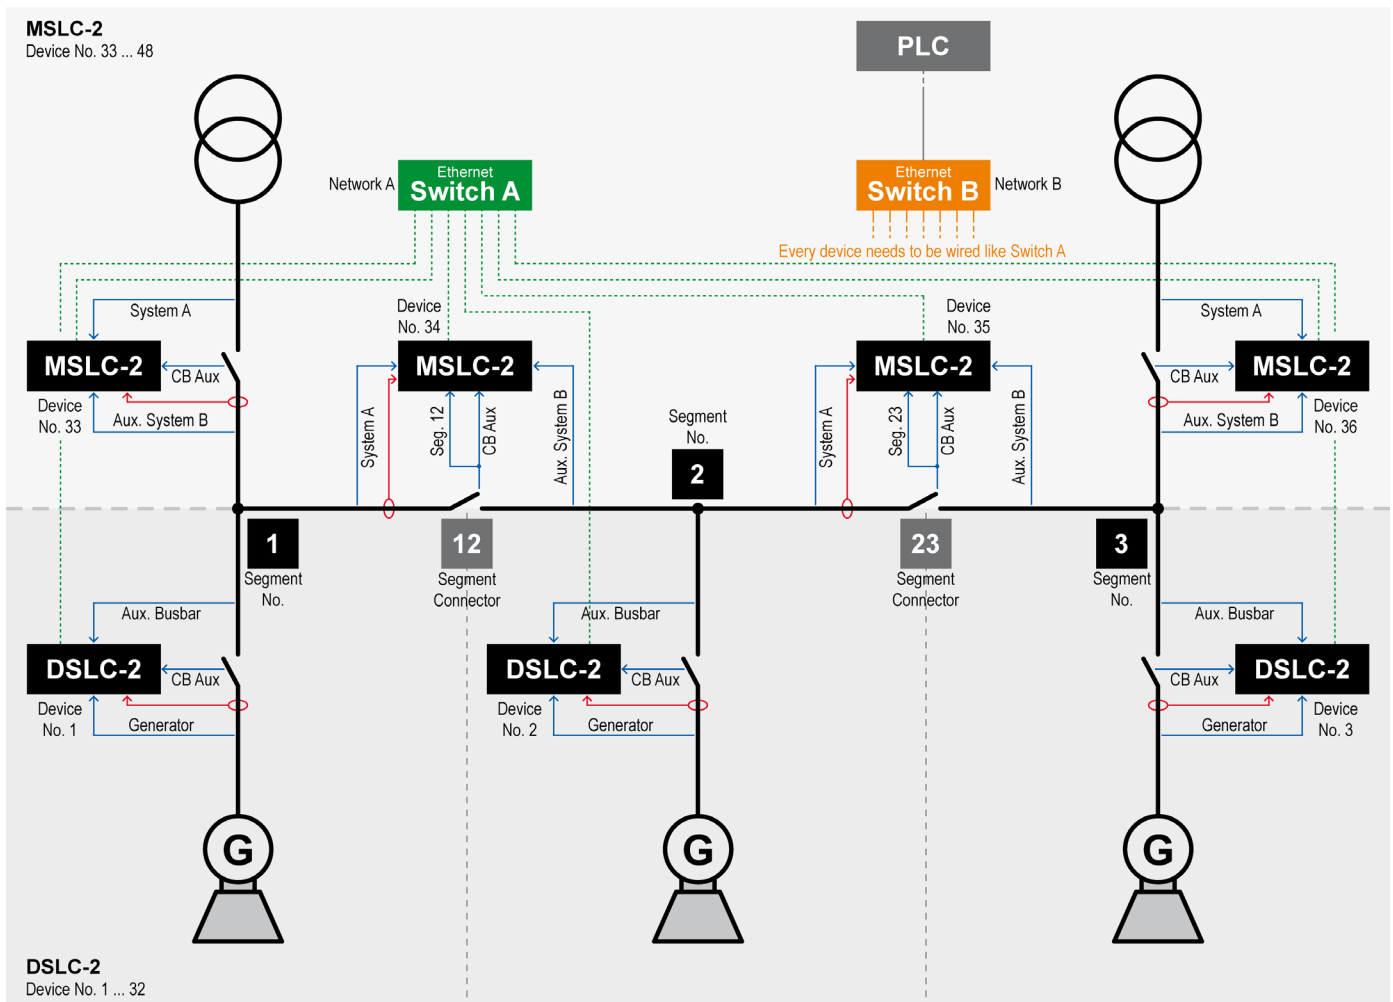 MSLC-2
Device No. 33 ... 48
PLC
Network A
Ethernet
Switch A
Ethernet
Switch B
Network B
Every device needs to be wired like Switch A
System A
MSLC-2
CB Aux
Device
No. 33
Aux. System B
Device
No. 34
MSLC-2
System A
Seg. 12
CB Aux
Aux. System B
Segment
No.
2
Device
No. 35
MSLC-2
System A
Seg. 23
CB Aux
Aux. System B
System A
MSLC-2
CB Aux
Device
No. 36
Aux. System B
1
Segment
No.
12
Segment
Connector
23
Segment
Connector
3
Segment
No.
Aux. Busbar
DSLC-2
CB Aux
Device
No. 1
Generator
G
Aux. Busbar
DSLC-2
CB Aux
Device
No. 2
Generator
G
Aux. Busbar
DSLC-2
CB Aux
Device
No. 3
Generator
G
DSLC-2
Device No. 1 ... 32